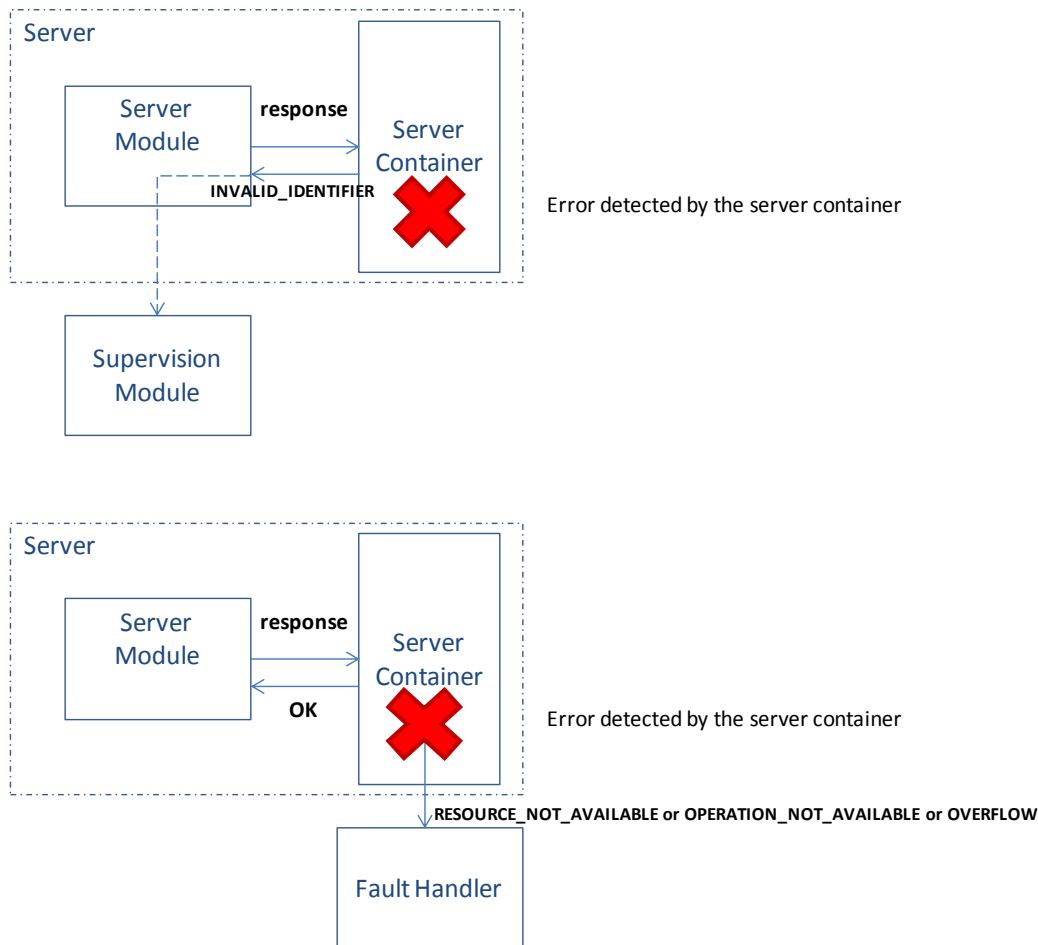 Server
Server
Module
response
Server
Container
INVALID_IDENTIFIER
Error detected by the server container
Supervision
Module
Server
Server
Module
response
Server
Container
OK
Error detected by the server container
RESOURCE_NOT_AVAILABLE or OPERATION_NOT_AVAILABLE or OVERFLOW
Fault Handler